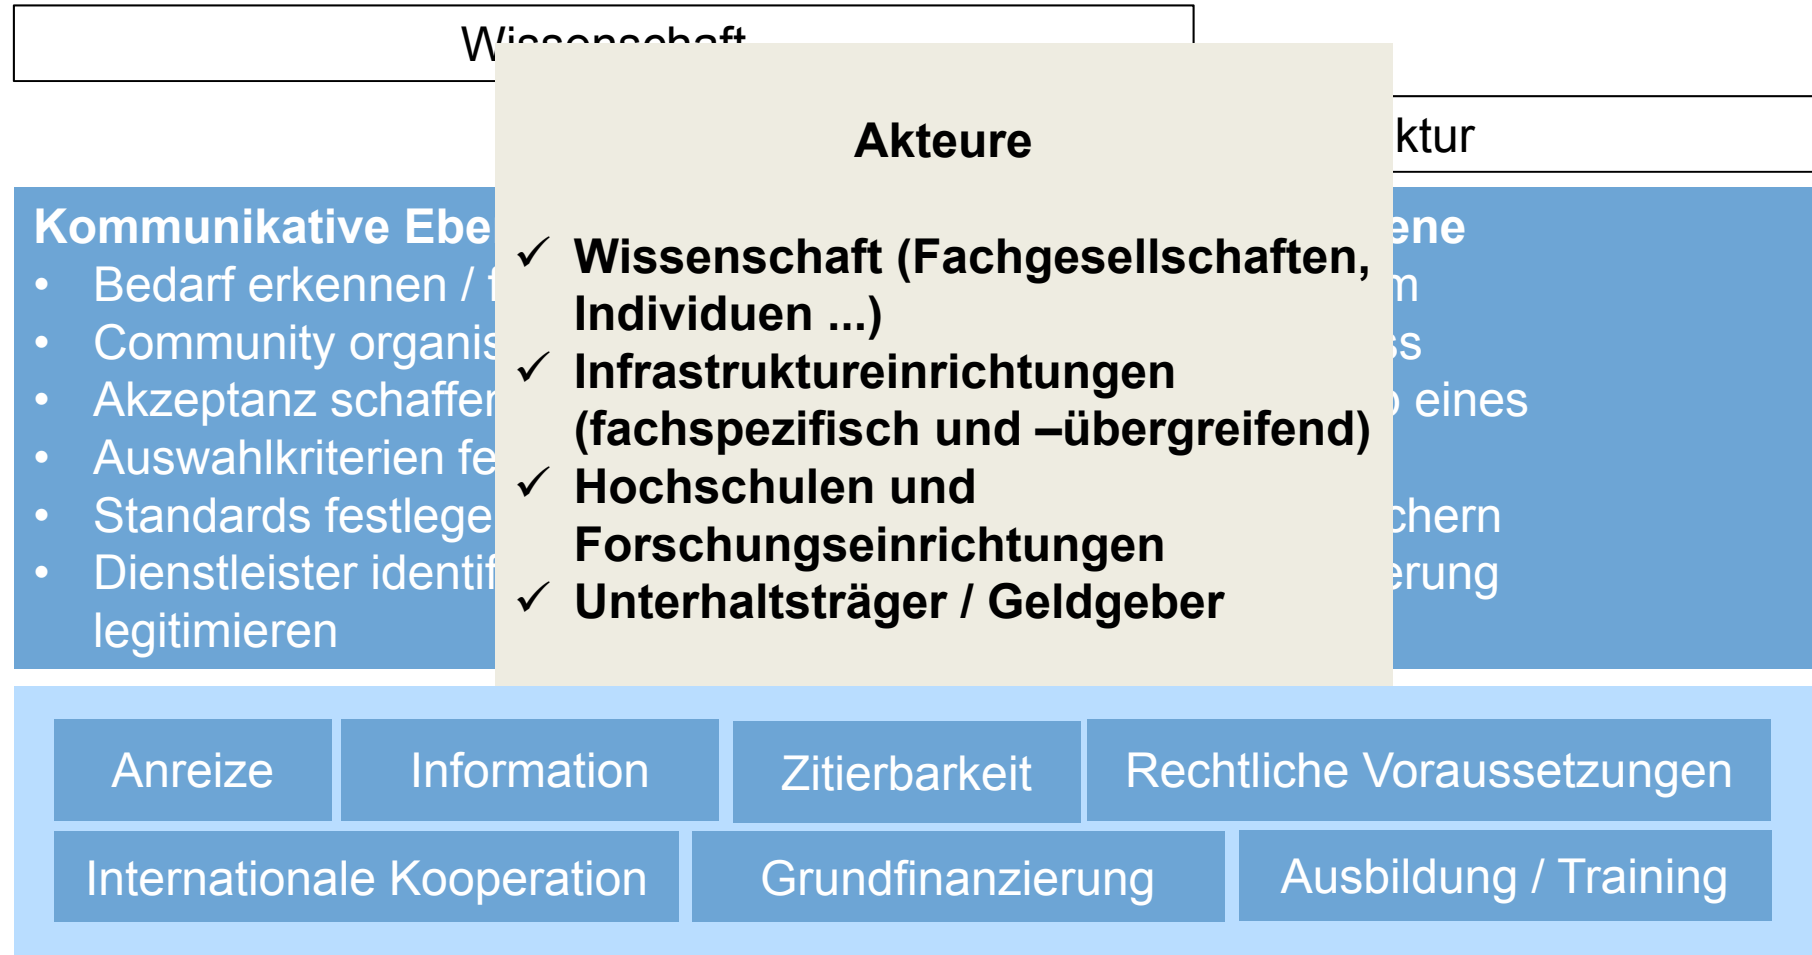 Wissenschaft
ktur
Akteure
Wissenschaft (Fachgesellschaften,
Individuen ...)
Infrastruktureinrichtungen
(fachspezifisch und –übergreifend)
Hochschulen und
Forschungseinrichtungen
Unterhaltsträger / Geldgeber
Kommunikative Ebe
• Bedarf erkennen /
• Community organis
• Akzeptanz schaffen
• Auswahlkriterien fe
• Standards festlege
• Dienstleister identif
legitimieren
ene
m
ss
eines
chern
erung
Anreize
Information
Zitierbarkeit
Rechtliche Voraussetzungen
Internationale Kooperation
Grundfinanzierung
Ausbildung / Training